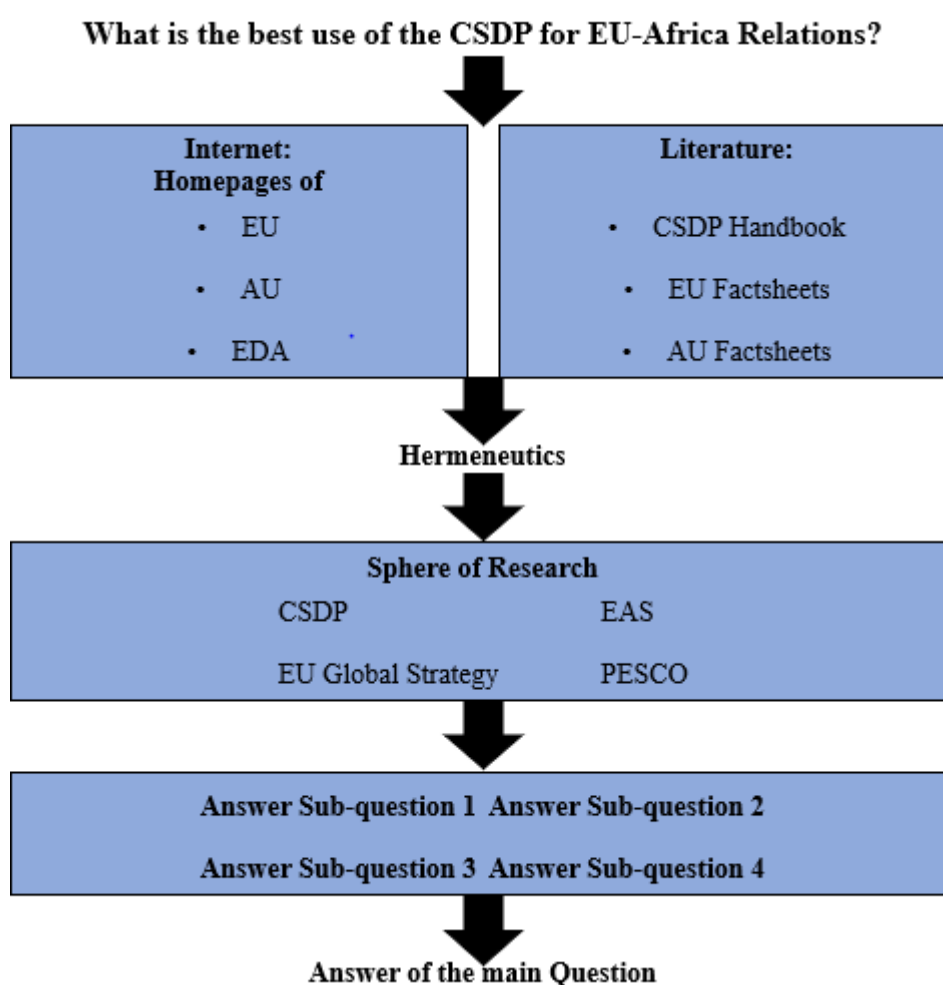 What is the best use of the CSDP for EU-Africa Relations?
Internet:
Homepages of
• EU
• AU
• EDA
Literature:
• CSDP Handbook
• EU Factsheets
• AU Factsheets
Hermeneutics
Sphere of Research
CSDP EAS
EU Global Strategy PESCO
Answer Sub-question 1 Answer Sub-question 2
Answer Sub-question 3 Answer Sub-question 4
Answer of the main Question